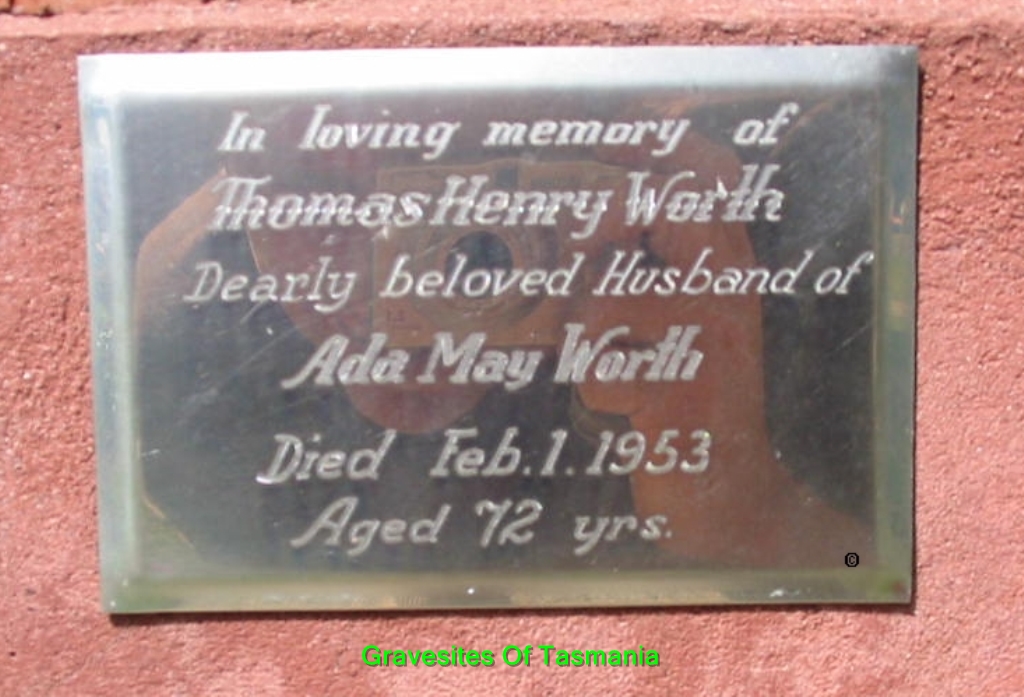 In loving memory of
Thomas Henry Worth
Dearly beloved Husband of
Ada May Worth
Died Feb. 1. 1953
Aged 72 yrs.
©
Gravesites Of Tasmania